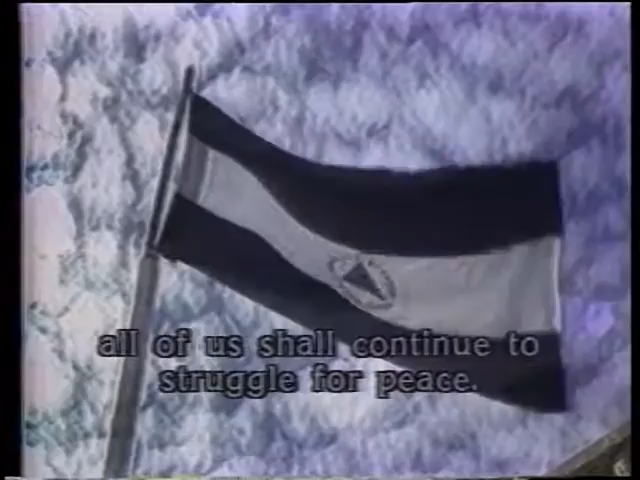 all of us shall continue to
struggle for peace.